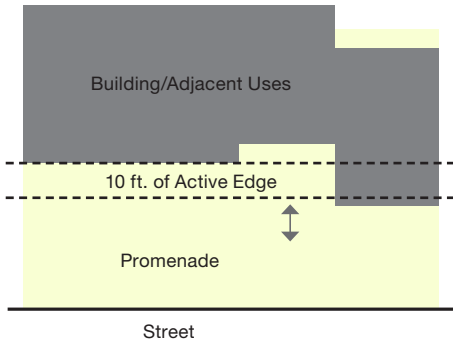 Building/Adjacent Uses
10 ft. of Active Edge
Promenade
Street